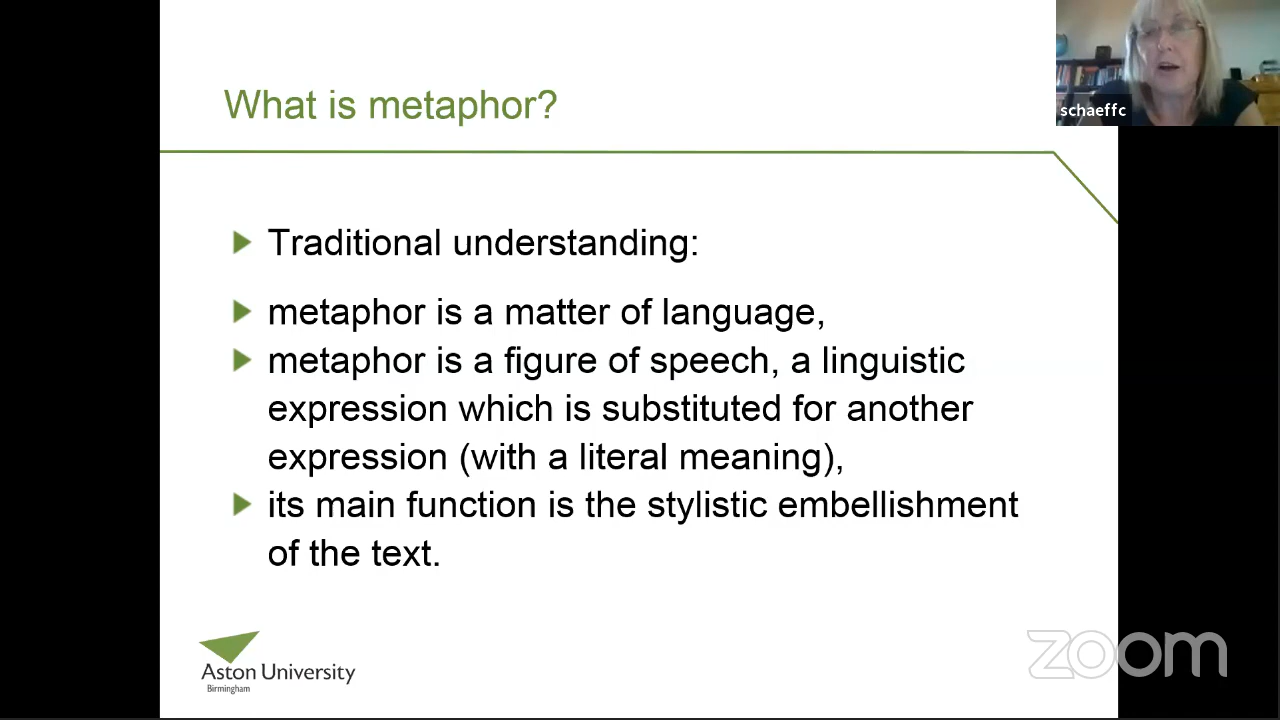 What is metaphor?
schaeffc
Traditional understanding:
metaphor is a matter of language,
metaphor is a figure of speech, a linguistic
expression which is substituted for another
expression (with a literal meaning),
its main function is the stylistic embellishment
of the text.
Aston University
Birmingham
zoom